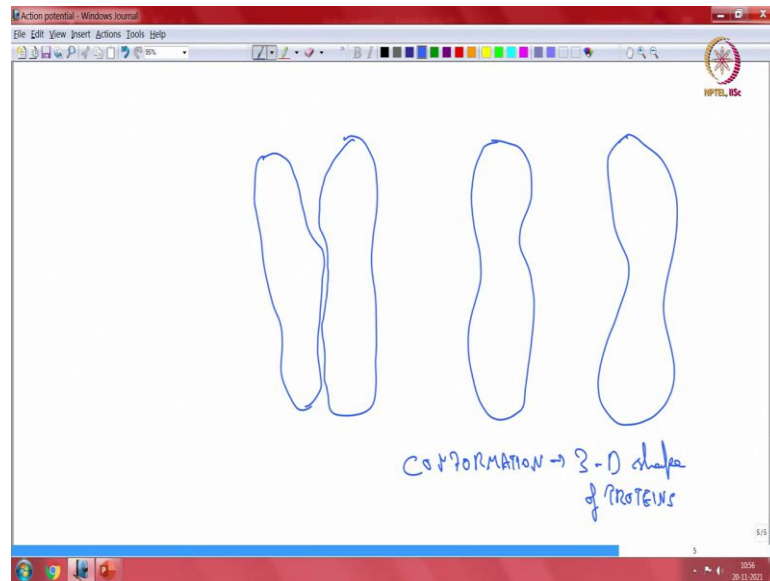 Action potential - Windows Journal
File Edit View Insert Actions Tools Help
95%
B I
NPTEL, IISc
CONFORMATION → 3-D shape
of PROTEINS
5/5
5
10:56
20-11-2021